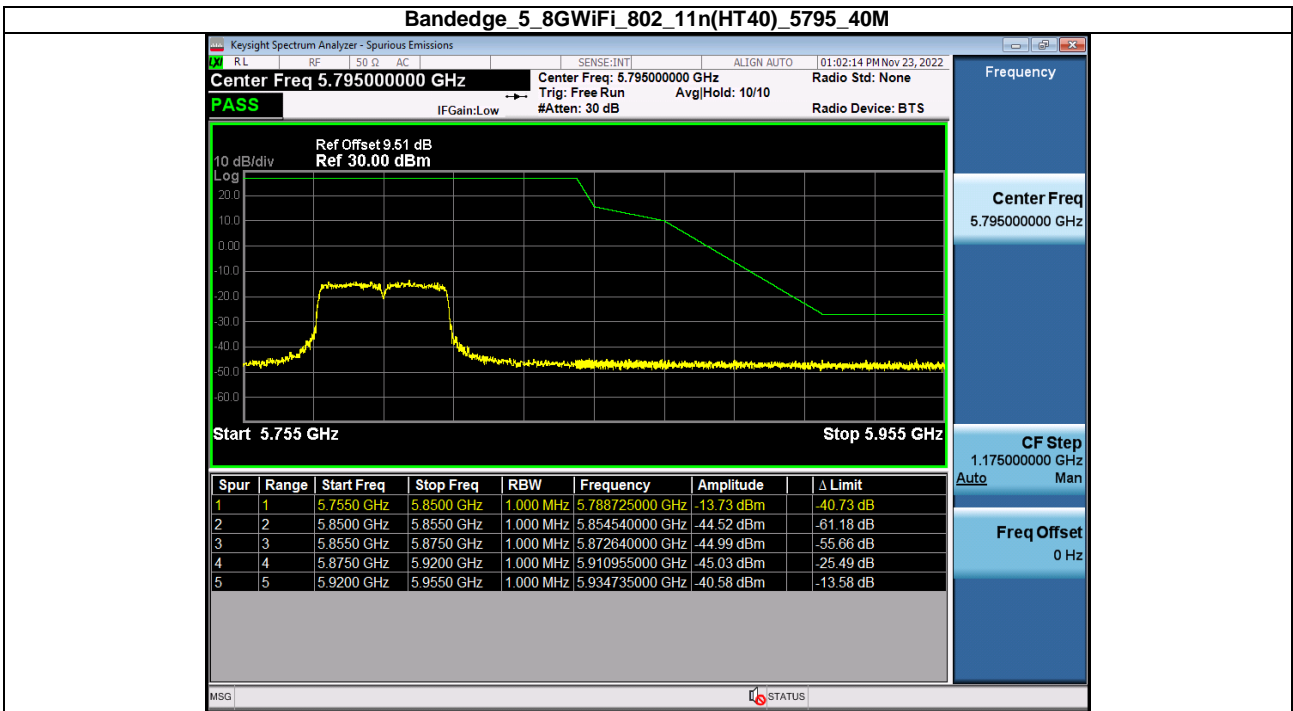 Bandedge_5_8GWiFi_802_11n(HT40)_5795_40M
Keysight Spectrum Analyzer - Spurious Emissions
LXI RL RF 50 Ω AC SENSE:INT ALIGN AUTO 01:02:14 PM Nov 23, 2022
Center Freq 5.795000000 GHz
PASS
IFGain:Low
Center Freq: 5.795000000 GHz
Trig: Free Run Avg|Hold: 10/10
#Atten: 30 dB
Radio Std: None
Radio Device: BTS
Ref Offset 9.51 dB
10 dB/div Ref 30.00 dBm
Log
20.0
10.0
0.00
-10.0
-20.0
-30.0
-40.0
-50.0
-60.0
Start 5.755 GHz Stop 5.955 GHz
Spur Range Start Freq Stop Freq RBW Frequency Amplitude Δ Limit
1 1 5.7550 GHz 5.8500 GHz 1.000 MHz 5.788725000 GHz -13.73 dBm -40.73 dB
2 2 5.8500 GHz 5.8550 GHz 1.000 MHz 5.854540000 GHz -44.52 dBm -61.18 dB
3 3 5.8550 GHz 5.8750 GHz 1.000 MHz 5.872640000 GHz -44.99 dBm -55.66 dB
4 4 5.8750 GHz 5.9200 GHz 1.000 MHz 5.910955000 GHz -45.03 dBm -25.49 dB
5 5 5.9200 GHz 5.9550 GHz 1.000 MHz 5.934735000 GHz -40.58 dBm -13.58 dB
MSG STATUS
Frequency
Center Freq
5.795000000 GHz
CF Step
1.175000000 GHz
Auto Man
Freq Offset
0 Hz